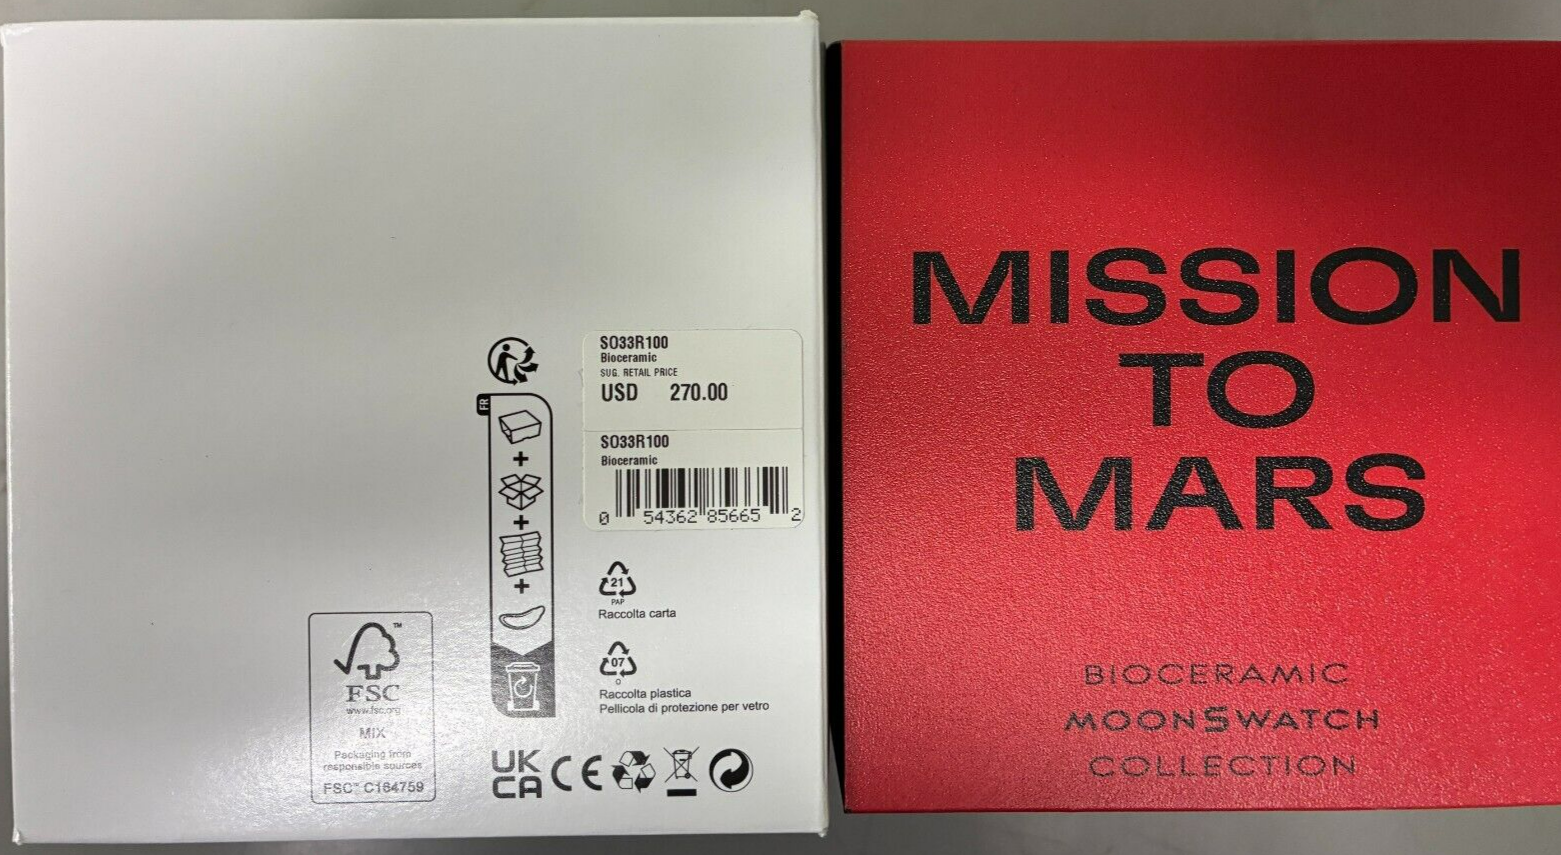 SO33R100
Bioceramic
SUG. RETAIL PRICE
USD 270.00
SO33R100
Bioceramic
0 54362 85665 2
FR
21
PAP
Raccolta carta
07
O
Raccolta plastica
Pellicola di protezione per vetro
FSC
www.fsc.org
MIX
Packaging from
responsible sources
FSC™ C164759
UK
CA CE
MISSION
TO
MARS
BIOCERAMIC
MOONSWATCH
COLLECTION